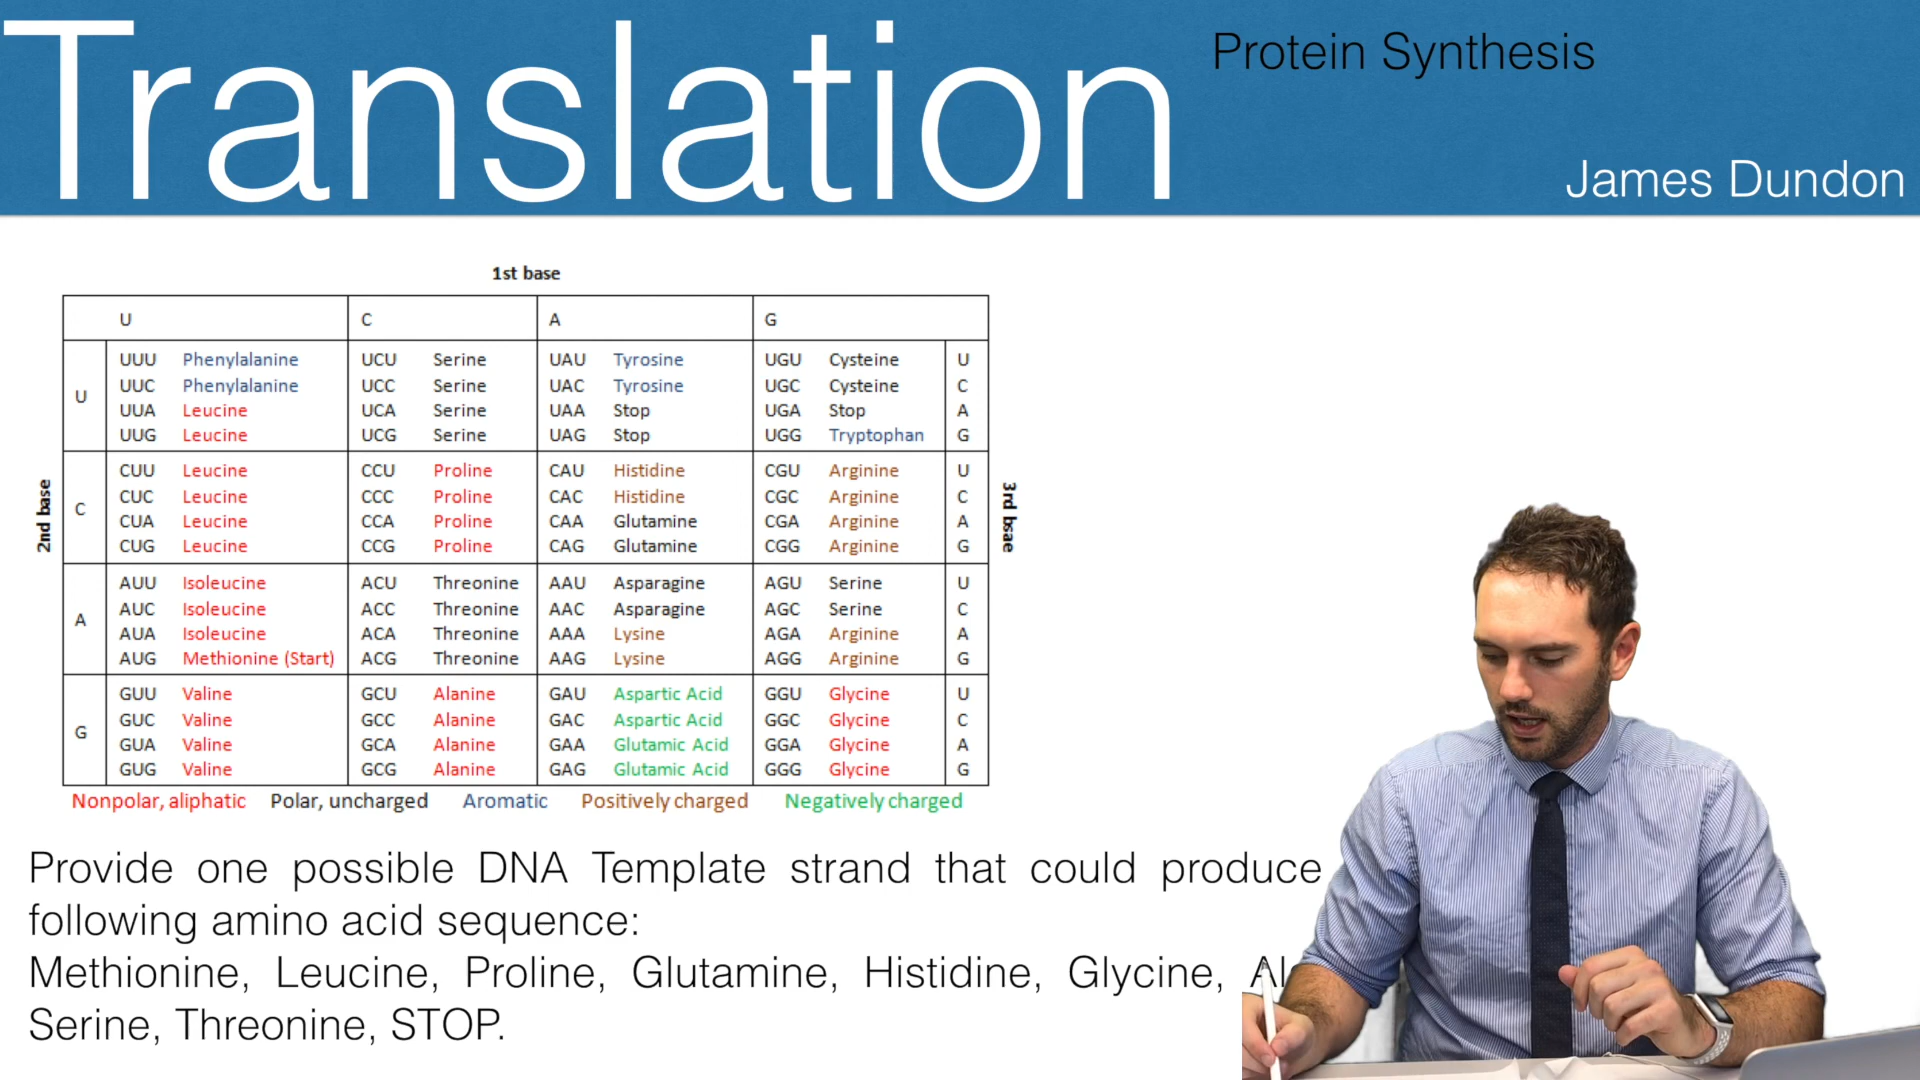 Translation
Protein Synthesis
James Dundon
1st base
U C A G
UUU Phenylalanine UCU Serine UAU Tyrosine UGU Cysteine U
UUC Phenylalanine UCC Serine UAC Tyrosine UGC Cysteine C
U
UUA Leucine UCA Serine UAA Stop UGA Stop A
UUG Leucine UCG Serine UAG Stop UGG Tryptophan G
CUU Leucine CCU Proline CAU Histidine CGU Arginine U
CUC Leucine CCC Proline CAC Histidine CGC Arginine C
2nd base
C
3rd bsae
CUA Leucine CCA Proline CAA Glutamine CGA Arginine A
CUG Leucine CCG Proline CAG Glutamine CGG Arginine G
AUU Isoleucine ACU Threonine AAU Asparagine AGU Serine U
AUC Isoleucine ACC Threonine AAC Asparagine AGC Serine C
A
AUA Isoleucine ACA Threonine AAA Lysine AGA Arginine A
AUG Methionine (Start) ACG Threonine AAG Lysine AGG Arginine G
GUU Valine GCU Alanine GAU Aspartic Acid GGU Glycine U
GUC Valine GCC Alanine GAC Aspartic Acid GGC Glycine C
G
GUA Valine GCA Alanine GAA Glutamic Acid GGA Glycine A
GUG Valine GCG Alanine GAG Glutamic Acid GGG Glycine G
Nonpolar, aliphatic Polar, uncharged Aromatic Positively charged Negatively charged
Provide one possible DNA Template strand that could produce
following amino acid sequence:
Methionine, Leucine, Proline, Glutamine, Histidine, Glycine,
Serine, Threonine, STOP.